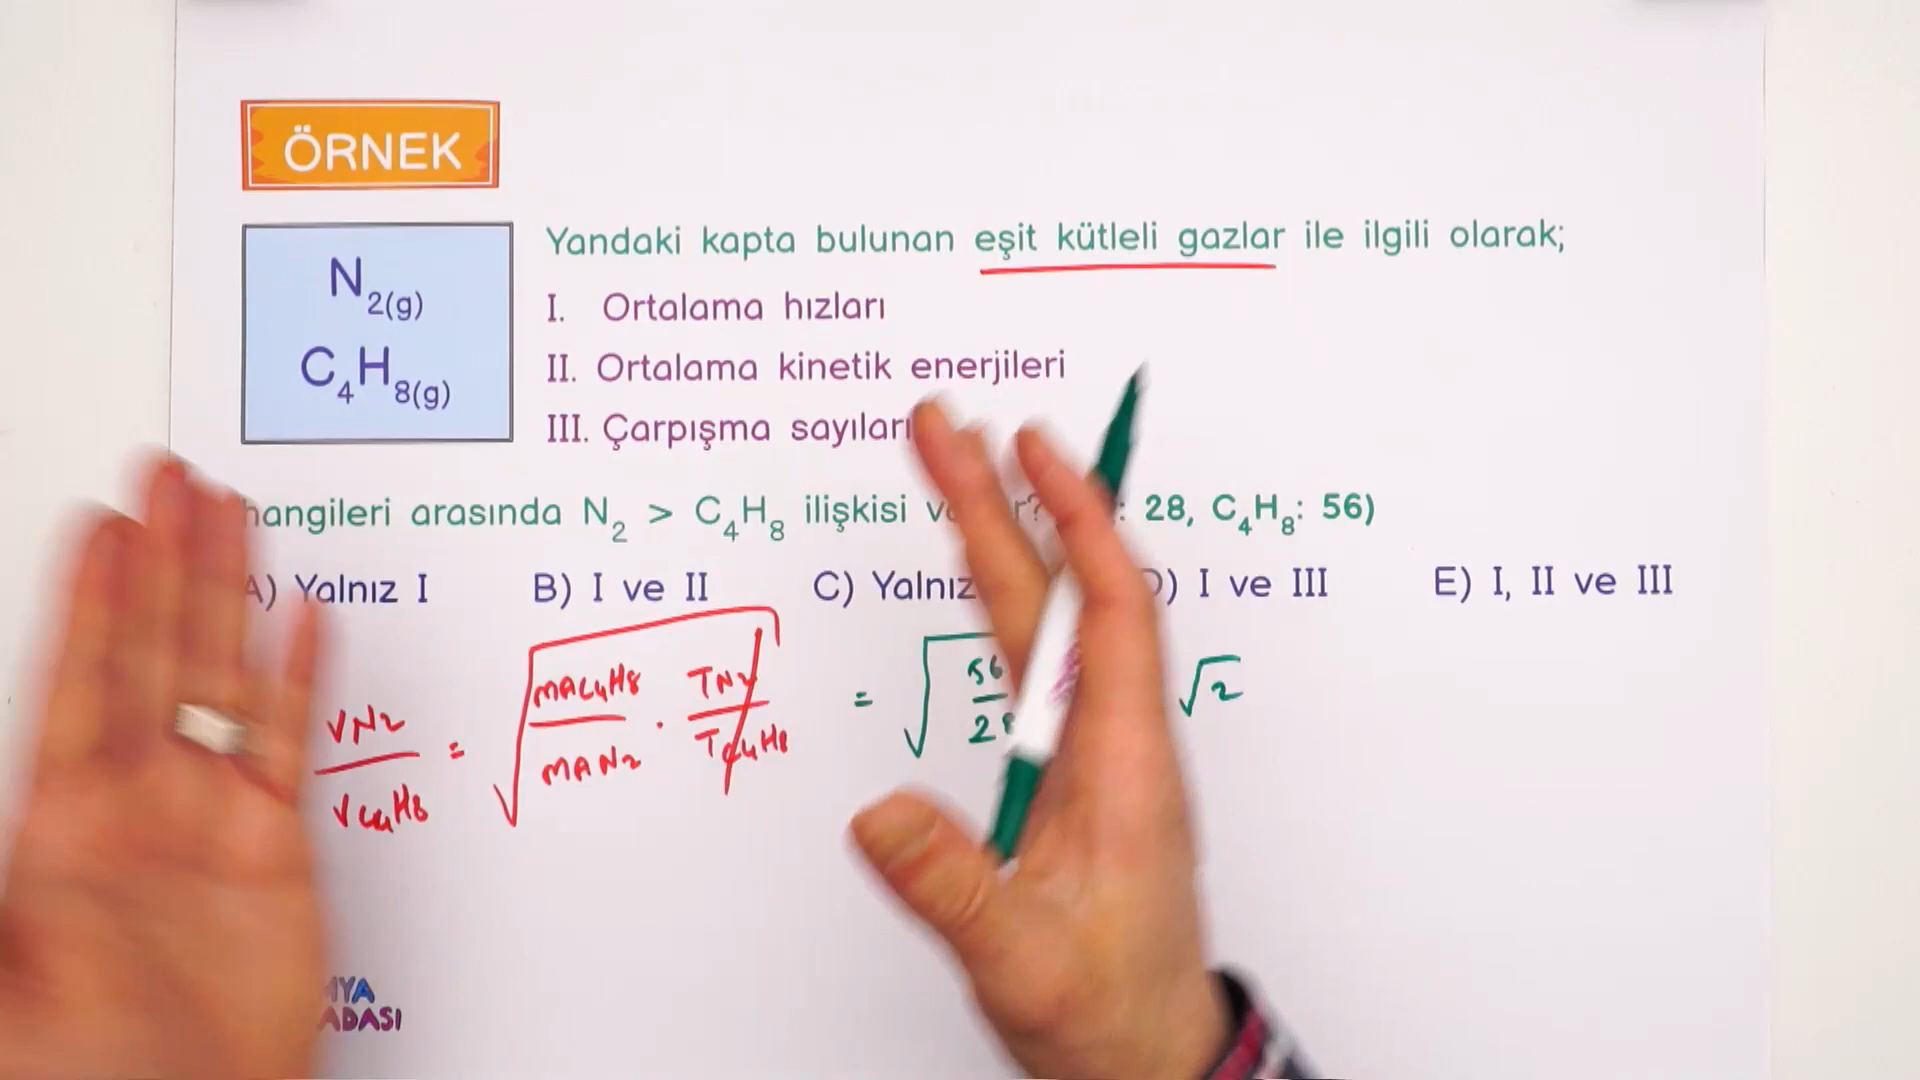 ÖRNEK
N2(g)
C4H8(g)
Yandaki kapta bulunan eşit kütleli gazlar ile ilgili olarak;
I. Ortalama hızları
II. Ortalama kinetik enerjileri
III. Çarpışma sayıları
hangileri arasında N2 > C4H8 ilişkisi : 28, C4H8: 56)
A) Yalnız I B) I ve II C) Yalnız D) I ve III E) I, II ve III
VN2 / VC4H8 = √ MAC4H8 / MAN2 . TN2 / TC4H8 = √ 56 / 28 √2